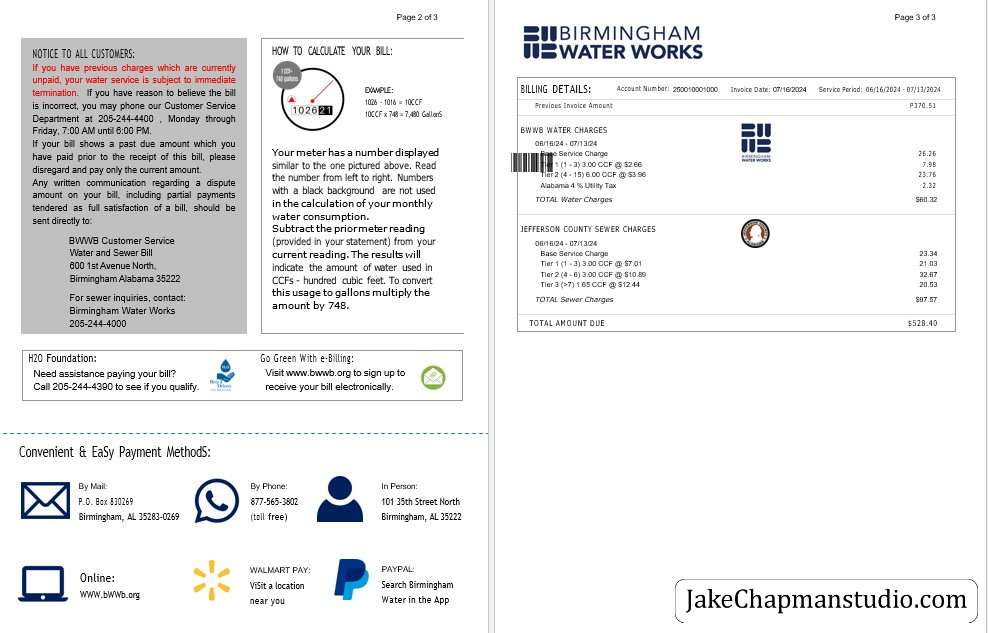 Page 2 of 3
NOTICE TO ALL CUSTOMERS:
If you have previous charges which are currently
unpaid, your water service is subject to immediate
termination. If you have reason to believe the bill
is incorrect, you may phone our Customer Service
Department at 205-244-4400 , Monday through
Friday, 7:00 AM until 6:00 PM.
If your bill shows a past due amount which you
have paid prior to the receipt of this bill, please
disregard and pay only the current amount.
Any written communication regarding a dispute
amount on your bill, including partial payments
tendered as full satisfaction of a bill, should be
sent directly to:
BWWB Customer Service
Water and Sewer Bill
600 1st Avenue North,
Birmingham Alabama 35222
For sewer inquiries, contact:
Birmingham Water Works
205-244-4000
HOW TO CALCULATE YOUR BILL:
740 gallons
102621
EXAMPLE:
1026 - 1016 = 10CCF
10CCF x 748 = 7,480 GallonS
Your meter has a number displayed
similar to the one pictured above. Read
the number from left to right. Numbers
with a black background are not used
in the calculation of your monthly
water consumption.
Subtract the prior meter reading
(provided in your statement) from your
current reading. The results will
indicate the amount of water used in
CCFs - hundred cubic feet. To convert
this usage to gallons multiply the
amount by 748.
H2O Foundation:
Need assistance paying your bill?
Call 205-244-4390 to see if you qualify.
Go Green With e-Billing:
Visit www.bwwb.org to sign up to
receive your bill electronically.
Convenient & EaSy Payment MethodS:
By Mail:
P.O. Box 830269
Birmingham, AL 35283-0269
By Phone:
877-565-3802
(toll free)
In Person:
101 35th Street North
Birmingham, AL 35222
Online:
WWW.bWWb.org
WALMART PAY:
ViSit a location
near you
PAYPAL:
Search Birmingham
Water in the App
Page 3 of 3
BIRMINGHAM
WATER WORKS
BILLING DETAILS: Account Number: 250010001000 Invoice Date: 07/16/2024 Service Period: 06/16/2024 - 07/13/2024
Previous Invoice Amount P370.51
BWWB WATER CHARGES
BIRMINGHAM
WATER WORKS
06/16/24 - 07/13/24
Base Service Charge 26.26
Tier 1 (1 - 3) 3.00 CCF @ $2.66 7.98
Tier 2 (4 - 15) 6.00 CCF @ $3.96 23.76
Alabama 4 % Utility Tax 2.32
TOTAL Water Charges $60.32
JEFFERSON COUNTY SEWER CHARGES
06/16/24 - 07/13/24
Base Service Charge 23.34
Tier 1 (1 - 3) 3.00 CCF @ $7.01 21.03
Tier 2 (4 - 6) 3.00 CCF @ $10.89 32.67
Tier 3 (>7) 1.65 CCF @ $12.44 20.53
TOTAL Sewer Charges $97.57
TOTAL AMOUNT DUE $528.40
JakeChapmanstudio.com